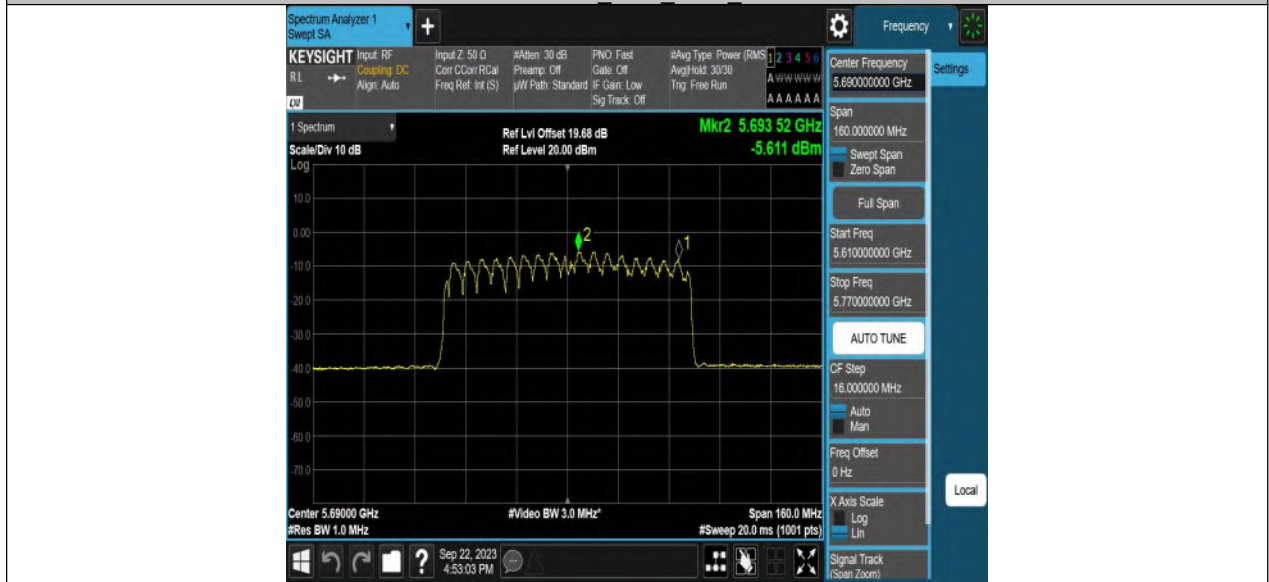 Spectrum Analyzer 1
Swept SA
+
Frequency
KEYSIGHT
RL
LXI
Input: RF
Coupling: DC
Align: Auto
Input Z: 50 Ω
Corr CCorr RCal
Freq Ref: Int (S)
#Atten: 30 dB
Preamp: Off
µW Path: Standard
PNO: Fast
Gate: Off
IF Gain: Low
Sig Track: Off
#Avg Type: Power (RMS
Avg|Hold: 30/30
Trig: Free Run
1 2 3 4 5 6
A W W W W W
A A A A A A
Center Frequency
5.690000000 GHz
Settings
1 Spectrum
Scale/Div 10 dB
Ref Lvl Offset 19.68 dB
Ref Level 20.00 dBm
Mkr2 5.693 52 GHz
-5.611 dBm
Log
10.0
0.00
-10.0
-20.0
-30.0
-40.0
-50.0
-60.0
-70.0
2
1
Center 5.69000 GHz
#Res BW 1.0 MHz
#Video BW 3.0 MHz*
Span 160.0 MHz
#Sweep 20.0 ms (1001 pts)
Span
160.000000 MHz
Swept Span
Zero Span
Full Span
Start Freq
5.610000000 GHz
Stop Freq
5.770000000 GHz
AUTO TUNE
CF Step
16.000000 MHz
Auto
Man
Freq Offset
0 Hz
X Axis Scale
Log
Lin
Signal Track
(Span Zoom)
Local
?
Sep 22, 2023
4:53:03 PM